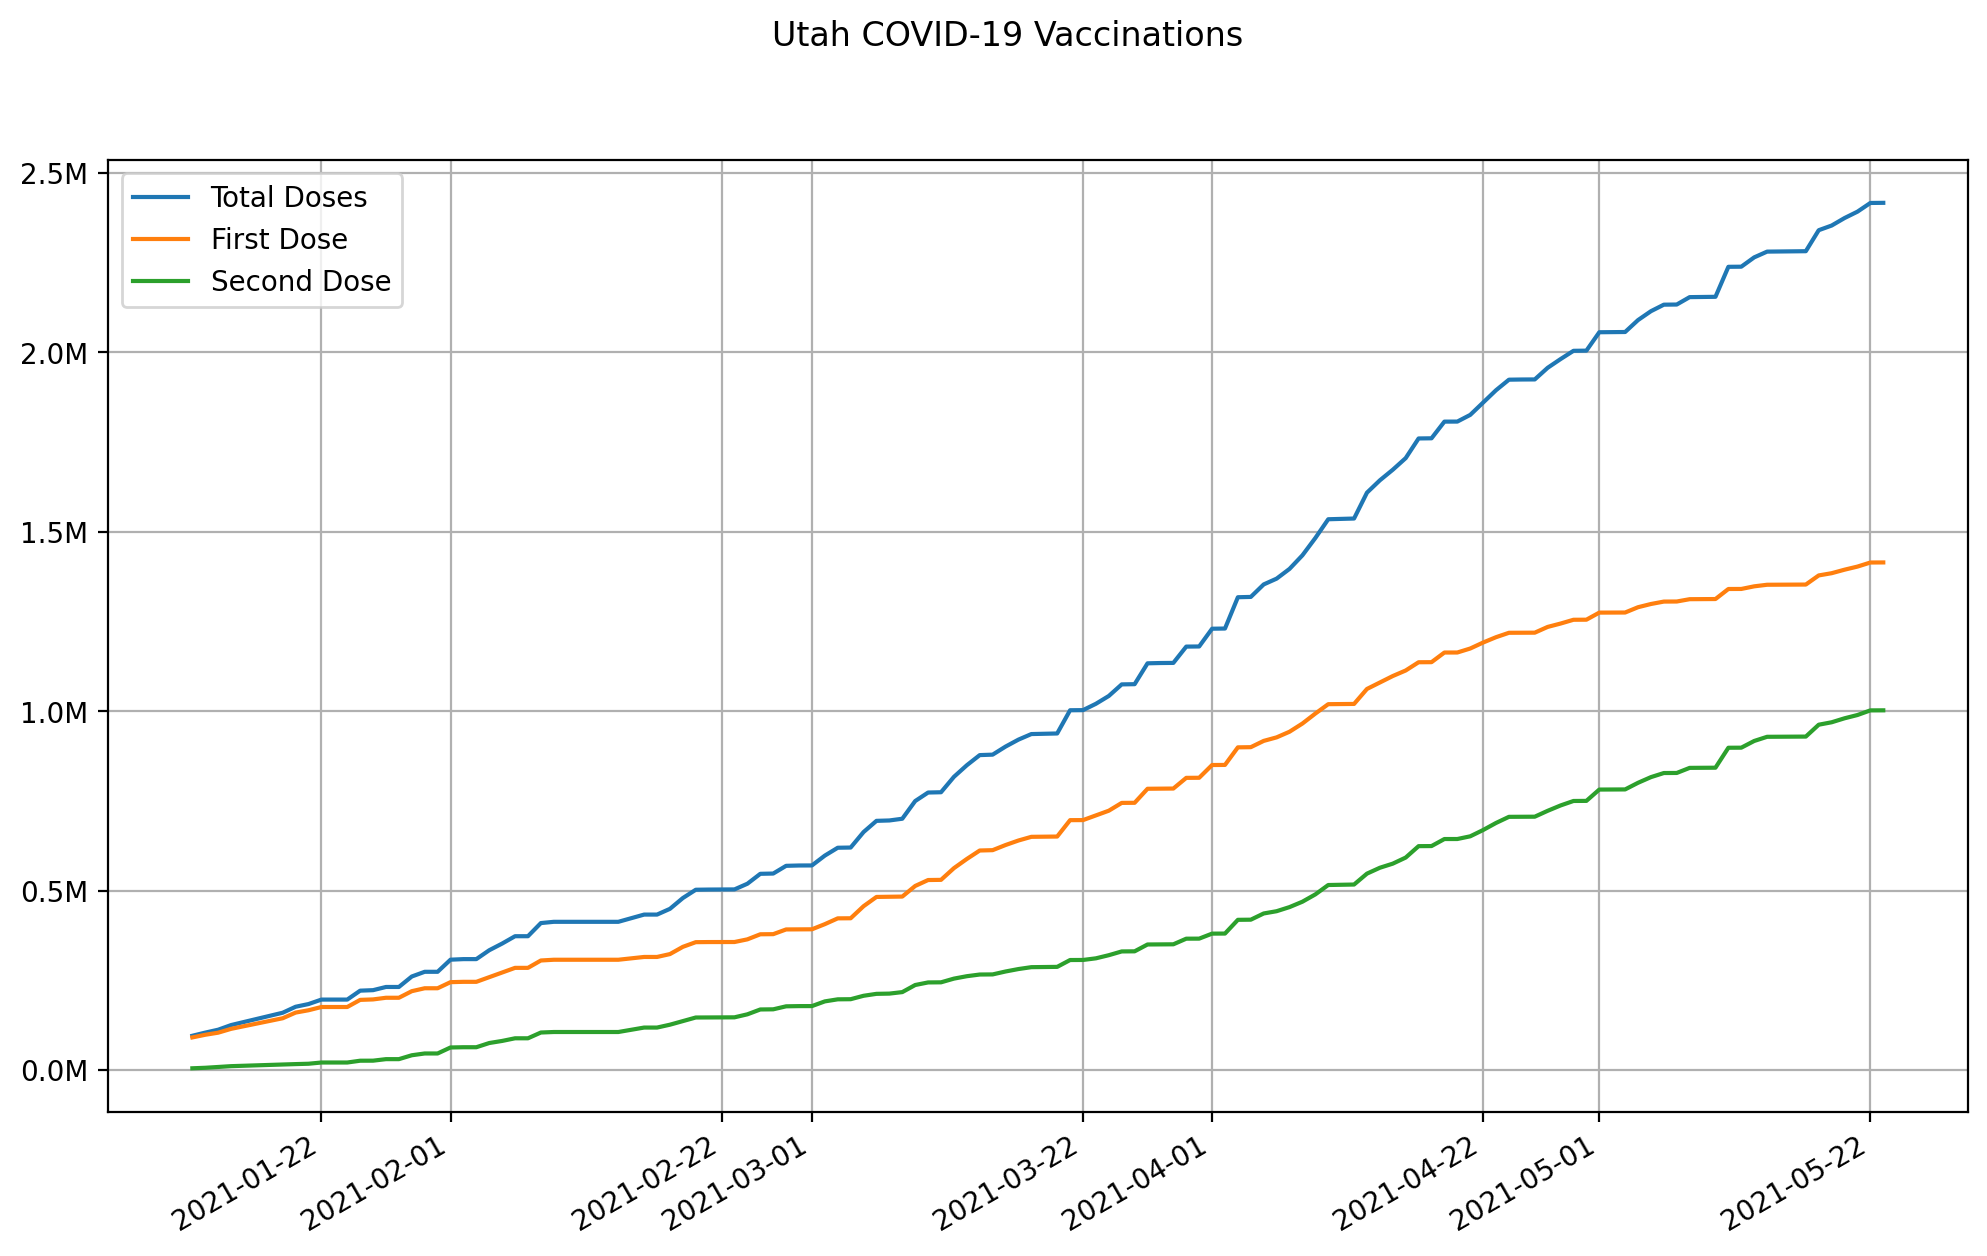 Utah COVID-19 Vaccinations
2.5M
2.0M
1.5M
1.0M
0.5M
0.0M
Total Doses
First Dose
Second Dose
2021-01-22
2021-02-01
2021-02-22
2021-03-01
2021-03-22
2021-04-01
2021-04-22
2021-05-01
2021-05-22